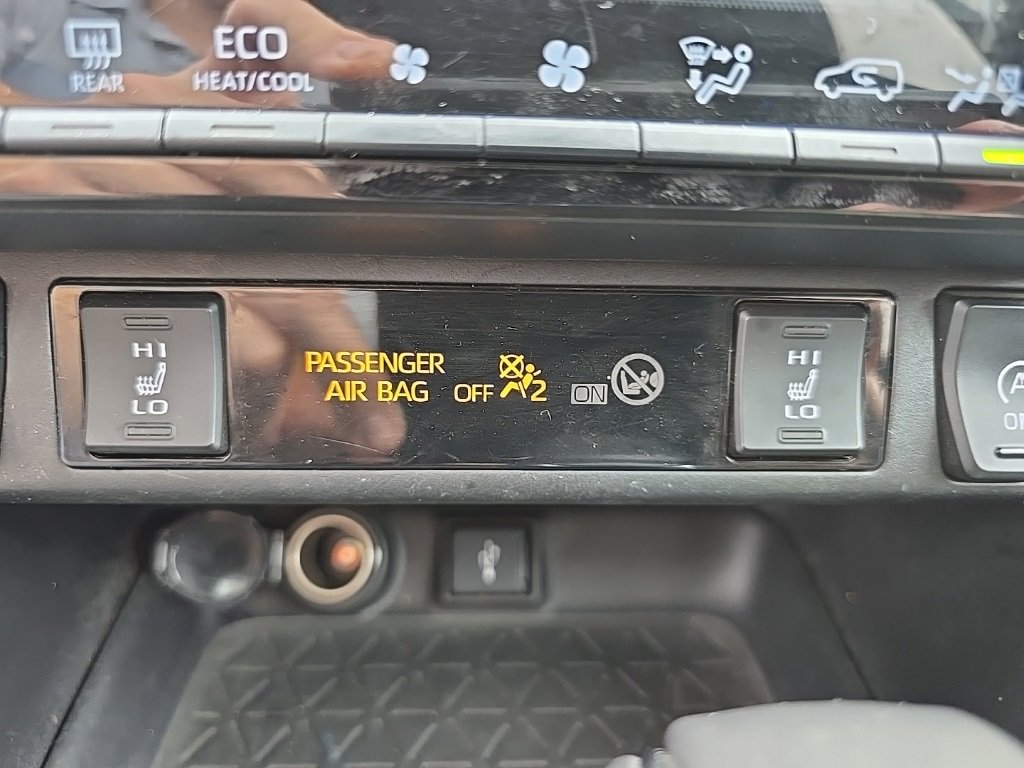 REAR
ECO
HEAT/COOL
HI
LO
PASSENGER
AIR BAG OFF 2 ON
HI
LO